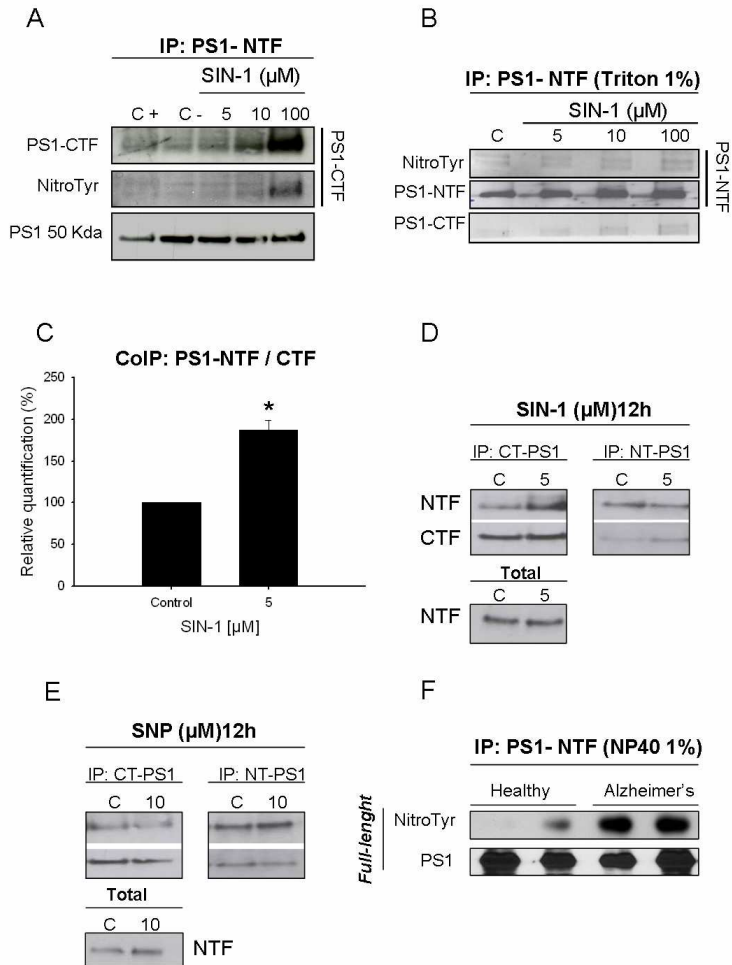 A
IP: PS1- NTF
SIN-1 (µM)
C + C - 5 10 100
PS1-CTF
NitroTyr
PS1-CTF
PS1 50 Kda
B
IP: PS1- NTF (Triton 1%)
SIN-1 (µM)
C 5 10 100
NitroTyr
PS1-NTF
PS1-CTF
PS1-NTF
C
CoIP: PS1-NTF / CTF
Relative quantification (%)
250
200
150
100
50
0
*
Control 5
SIN-1 [µM]
D
SIN-1 (µM)12h
IP: CT-PS1 IP: NT-PS1
C 5 C 5
NTF
CTF
Total
C 5
NTF
E
SNP (µM)12h
IP: CT-PS1 IP: NT-PS1
C 10 C 10
Total
C 10
NTF
F
IP: PS1- NTF (NP40 1%)
Healthy Alzheimer's
Full-lenght
NitroTyr
PS1